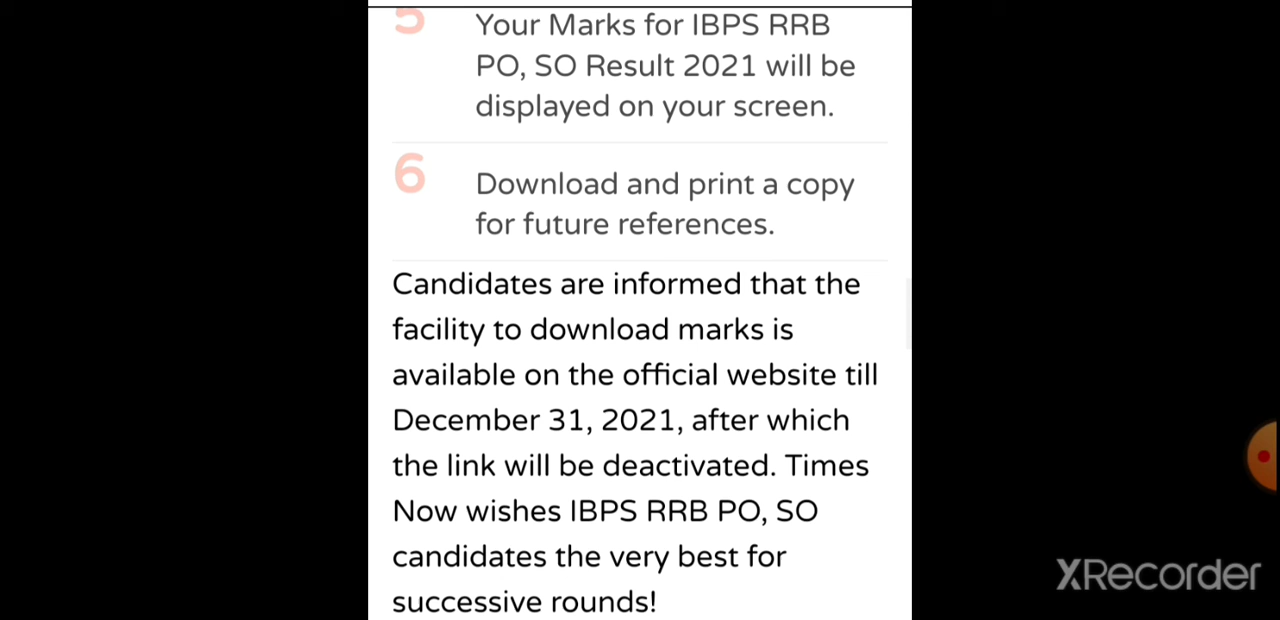 5
Your Marks for IBPS RRB
PO, SO Result 2021 will be
displayed on your screen.
6
Download and print a copy
for future references.
Candidates are informed that the
facility to download marks is
available on the official website till
December 31, 2021, after which
the link will be deactivated. Times
Now wishes IBPS RRB PO, SO
candidates the very best for
successive rounds!
XRecorder